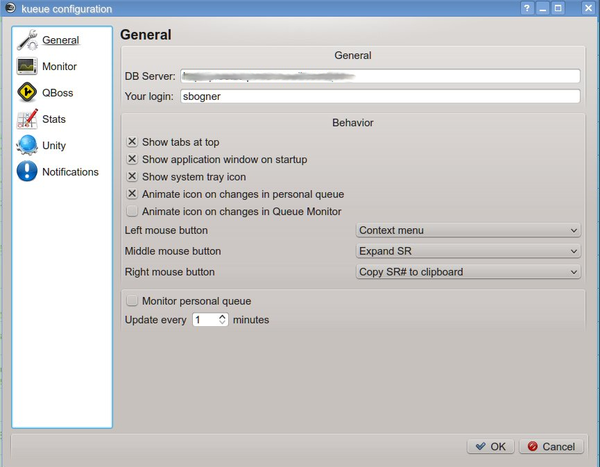 kueue configuration
General
Monitor
QBoss
Stats
Unity
Notifications
General
General
DB Server:
Your login: sbogner
Behavior
Show tabs at top
Show application window on startup
Show system tray icon
Animate icon on changes in personal queue
Animate icon on changes in Queue Monitor
Left mouse button Context menu
Middle mouse button Expand SR
Right mouse button Copy SR# to clipboard
Monitor personal queue
Update every 1 minutes
OK Cancel